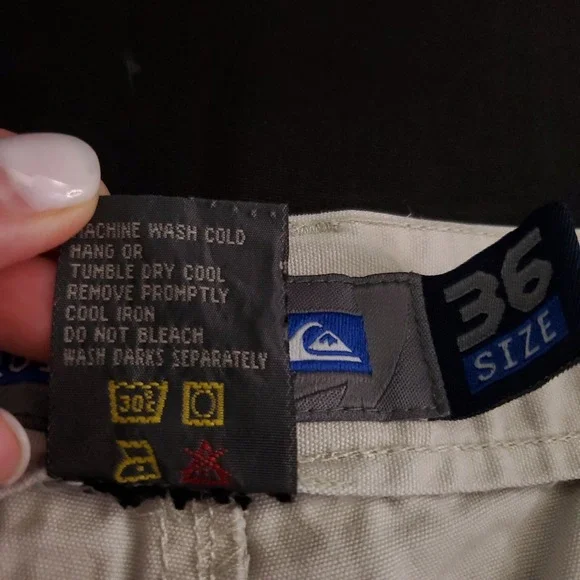 MACHINE WASH COLD
HANG OR
TUMBLE DRY COOL
REMOVE PROMPTLY
COOL IRON
DO NOT BLEACH
WASH DARKS SEPARATELY
30°C
36
SIZE